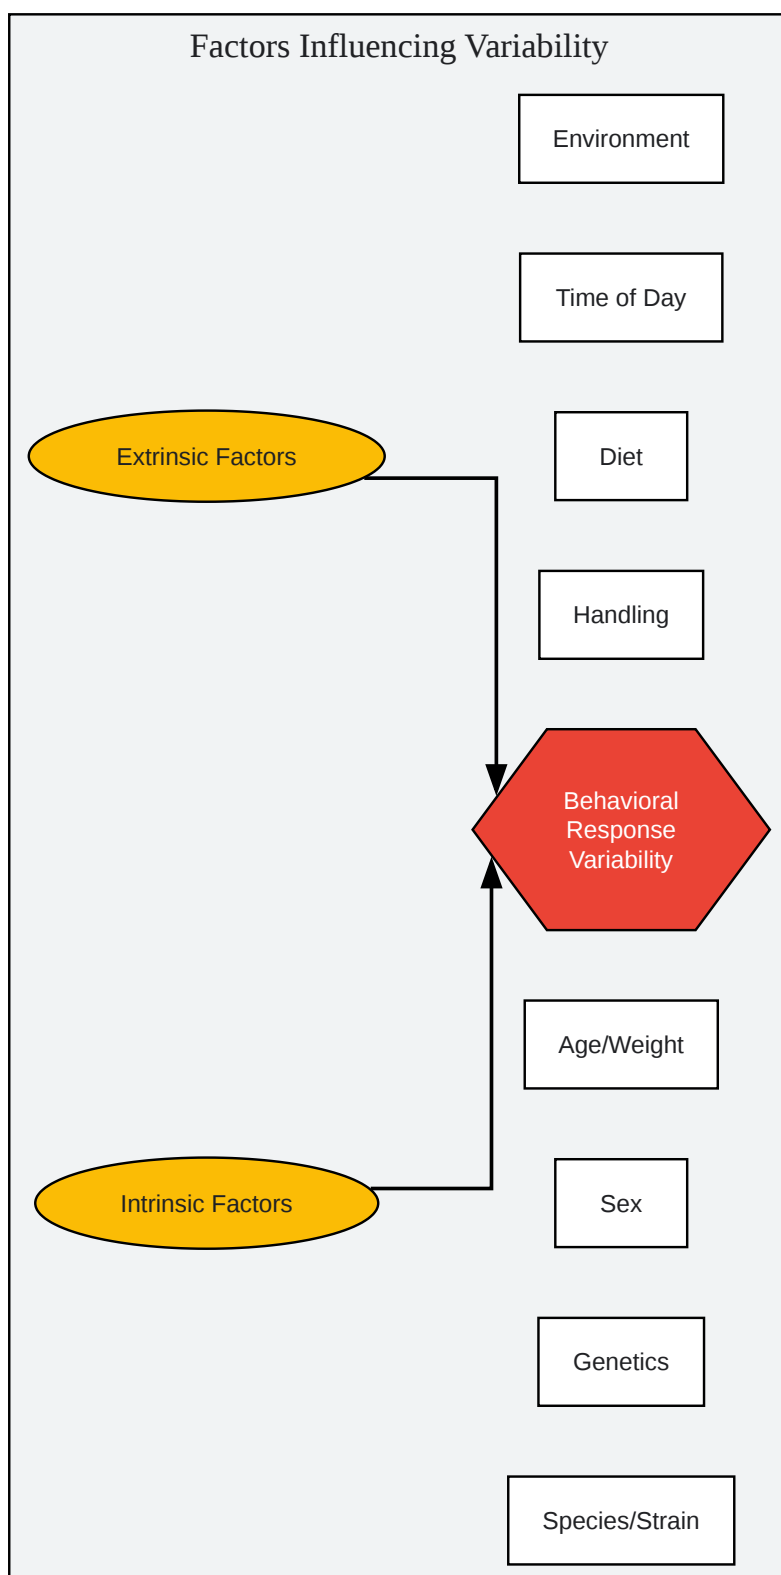 Factors Influencing Variability
Environment
Time of Day
Extrinsic Factors
Diet
Handling
Behavioral
Response
Variability
Age/Weight
Intrinsic Factors
Sex
Genetics
Species/Strain